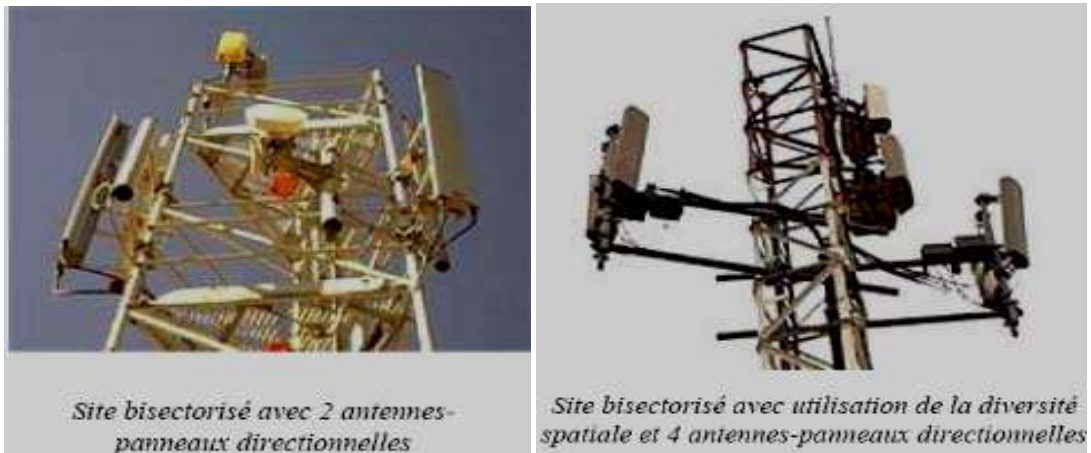 Site bisectorisé avec 2 antennes-
panneaux directionnelles
Site bisectorisé avec utilisation de la diversité
spatiale et 4 antennes-panneaux directionnelles